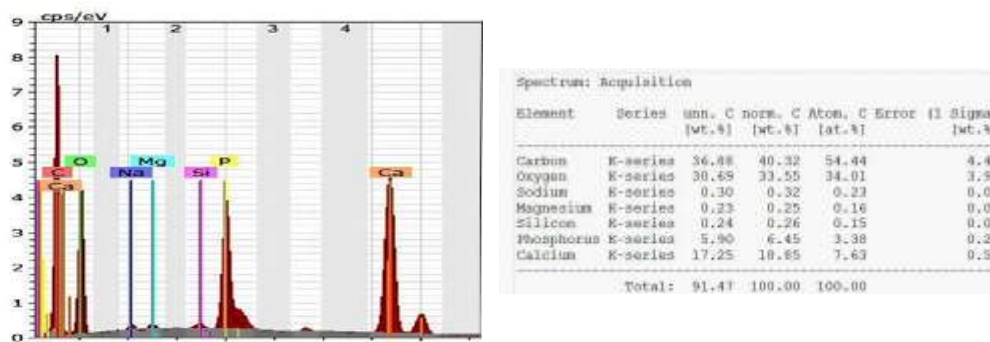 cps/eV
9
8
7
6
5
4
3
2
1
0
1 2 3 4
C
Ca
O
Na
Mg
Si
P
Ca
Spectrum: Acquisition
Element Series unn. C norm. C Atom. C Error (1 Sigma
[wt.%] [wt.%] [at.%] [wt.%
Carbon K-series 36.88 40.32 54.44 4.4
Oxygen K-series 30.69 33.55 34.01 3.9
Sodium K-series 0.30 0.32 0.23 0.0
Magnesium K-series 0.23 0.25 0.16 0.0
Silicon K-series 0.24 0.26 0.15 0.0
Phosphorus K-series 5.90 6.45 3.38 0.2
Calcium K-series 17.25 18.85 7.63 0.5
Total: 91.47 100.00 100.00